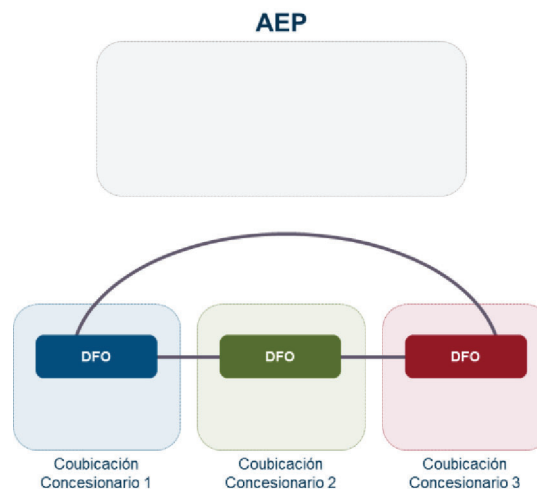 AEP
DFO
DFO
DFO
Coubicación
Concesionario 1
Coubicación
Concesionario 2
Coubicación
Concesionario 3